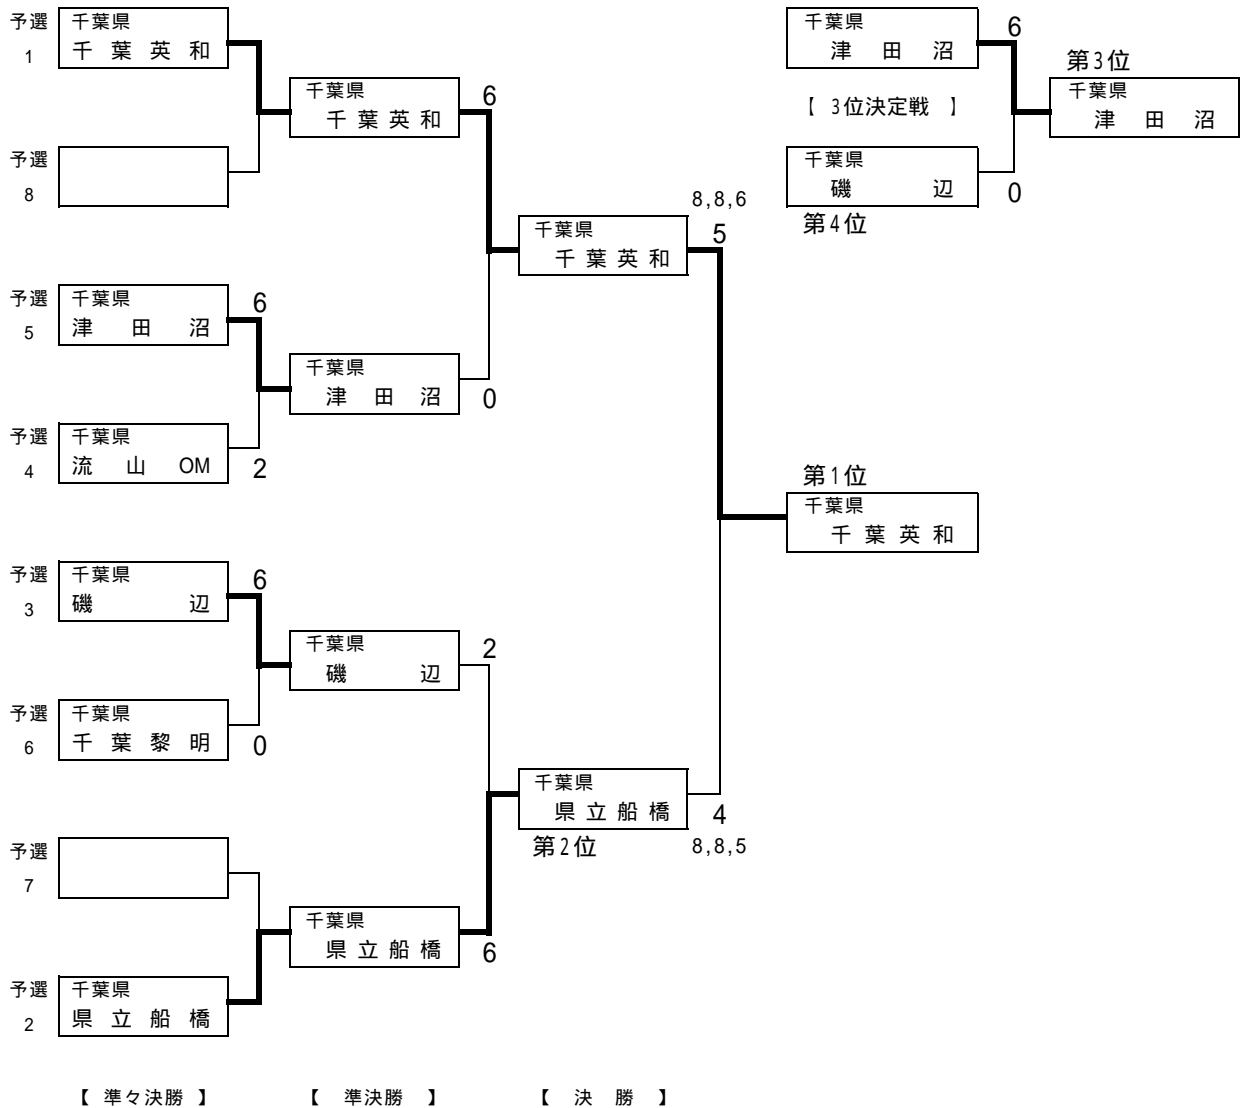 予選
1
千葉県
千葉英和
千葉県
千葉英和
6
予選
8
予選
5
千葉県
津田沼
6
千葉県
津田沼
0
予選
4
千葉県
流山OM
2
8,8,6
千葉県
千葉英和
5
予選
3
千葉県
磯辺
6
千葉県
磯辺
2
予選
6
千葉県
千葉黎明
0
千葉県
県立船橋
4
第2位
8,8,5
予選
7
千葉県
県立船橋
6
予選
2
千葉県
県立船橋
第1位
千葉県
千葉英和
千葉県
津田沼
6
【 3位決定戦 】
千葉県
磯辺
0
第4位
第3位
千葉県
津田沼
【 準々決勝 】
【 準決勝 】
【 決勝 】